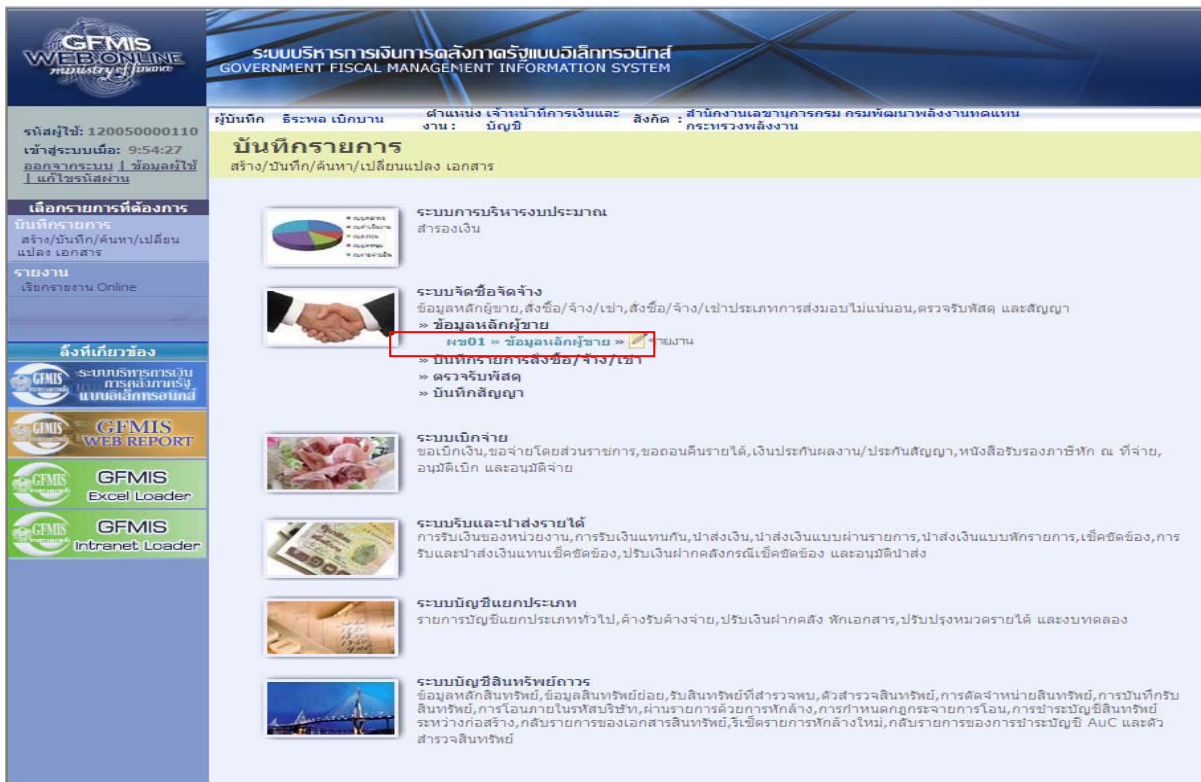 GFMIS
WEB ONLINE
ministry of finance
ระบบบริหารการเงินการคลังภาครัฐแบบอิเล็กทรอนิกส์
GOVERNMENT FISCAL MANAGEMENT INFORMATION SYSTEM
รหัสผู้ใช้: 120050000110
เข้าสู่ระบบเมื่อ: 9:54:27
ออกจากระบบ | ข้อมูลผู้ใช้
| แก้ไขรหัสผ่าน
ผู้บันทึก ธีระพล เบิกบาน ตำแหน่ง เจ้าหน้าที่การเงินและ สังกัด : สำนักงานเลขานุการกรม กรมพัฒนาพลังงานทดแทน
งาน : บัญชี กระทรวงพลังงาน
บันทึกรายการ
สร้าง/บันทึก/ค้นหา/เปลี่ยนแปลง เอกสาร
เลือกรายการที่ต้องการ
บันทึกรายการ
สร้าง/บันทึก/ค้นหา/เปลี่ยน
แปลง เอกสาร
รายงาน
เรียกรายงาน Online
ลิ้งที่เกี่ยวข้อง
GFMIS ระบบบริหารการเงิน
การคลังภาครัฐ
แบบอิเล็กทรอนิกส์
GFMIS GFMIS
WEB REPORT
GFMIS GFMIS
Excel Loader
GFMIS GFMIS
Intranet Loader
ระบบการบริหารงบประมาณ
สำรองเงิน
ระบบจัดซื้อจัดจ้าง
ข้อมูลหลักผู้ขาย,สั่งซื้อ/จ้าง/เช่า,สั่งซื้อ/จ้าง/เช่าประเภทการส่งมอบไม่แน่นอน,ตรวจรับพัสดุ และสัญญา
» ข้อมูลหลักผู้ขาย
ผข01 » ข้อมูลหลักผู้ขาย » รายงาน
» บันทึกรายการสั่งซื้อ/จ้าง/เช่า
» ตรวจรับพัสดุ
» บันทึกสัญญา
ระบบเบิกจ่าย
ขอเบิกเงิน,ขอจ่ายโดยส่วนราชการ,ขอถอนคืนรายได้,เงินประกันผลงาน/ประกันสัญญา,หนังสือรับรองภาษีหัก ณ ที่จ่าย,
อนุมัติเบิก และอนุมัติจ่าย
ระบบรับและนำส่งรายได้
การรับเงินของหน่วยงาน,การรับเงินแทนกัน,นำส่งเงิน,นำส่งเงินแบบผ่านรายการ,นำส่งเงินแบบพักรายการ,เช็คขัดข้อง,การ
รับและนำส่งเงินแทนเช็คขัดข้อง,ปรับเงินฝากคลังกรณีเช็คขัดข้อง และอนุมัตินำส่ง
ระบบบัญชีแยกประเภท
รายการบัญชีแยกประเภททั่วไป,ค้างรับค้างจ่าย,ปรับเงินฝากคลัง พักเอกสาร,ปรับปรุงหมวดรายได้ และงบทดลอง
ระบบบัญชีสินทรัพย์ถาวร
ข้อมูลหลักสินทรัพย์,ข้อมูลสินทรัพย์ย่อย,รับสินทรัพย์ที่สำรวจพบ,ตัวสำรวจสินทรัพย์,การตัดจำหน่ายสินทรัพย์,การบันทึกรับ
สินทรัพย์,การโอนภายในรหัสบริษัท,ผ่านรายการด้วยการหักล้าง,การกำหนดกฎกระจายการโอน,การชำระบัญชีสินทรัพย์
ระหว่างก่อสร้าง,กลับรายการของเอกสารสินทรัพย์,รีเซ็ตรายการหักล้างใหม่,กลับรายการของการชำระบัญชี AuC และตัว
สำรวจสินทรัพย์